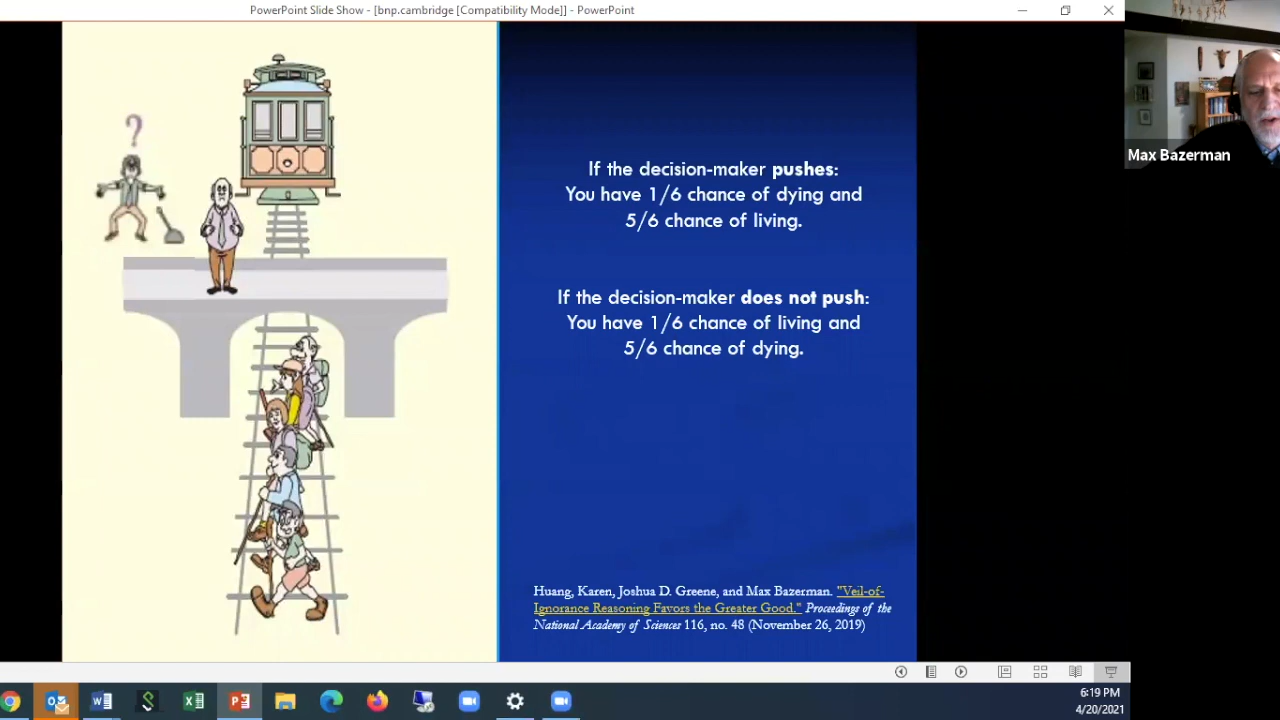 PowerPoint Slide Show - [bnp.cambridge [Compatibility Mode]] - PowerPoint
?
If the decision-maker pushes:
You have 1/6 chance of dying and
5/6 chance of living.
If the decision-maker does not push:
You have 1/6 chance of living and
5/6 chance of dying.
Huang, Karen, Joshua D. Greene, and Max Bazerman. "Veil-of-
Ignorance Reasoning Favors the Greater Good." Proceedings of the
National Academy of Sciences 116, no. 48 (November 26, 2019)
Max Bazerman
6:19 PM
4/20/2021